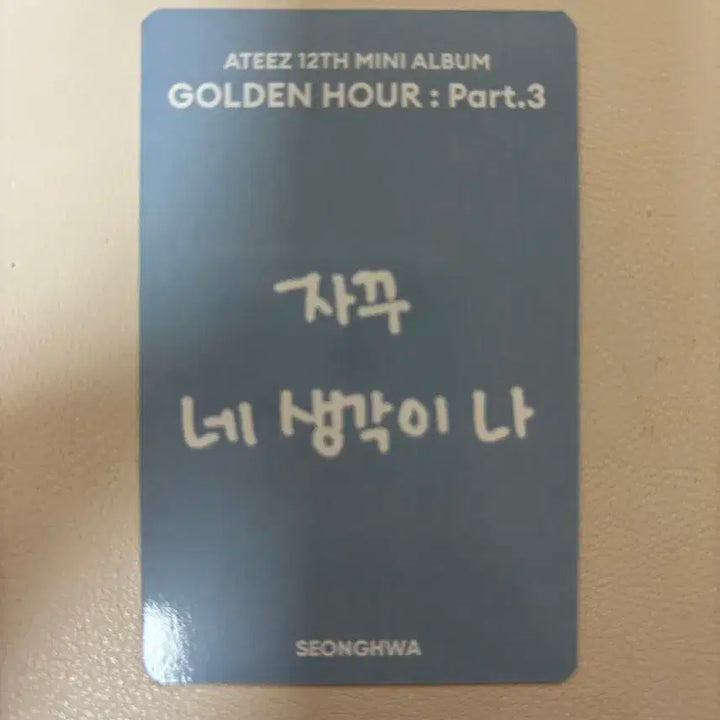 ATEEZ 12TH MINI ALBUM
GOLDEN HOUR : Part.3
자꾸
네 생각이 나
SEONGHWA